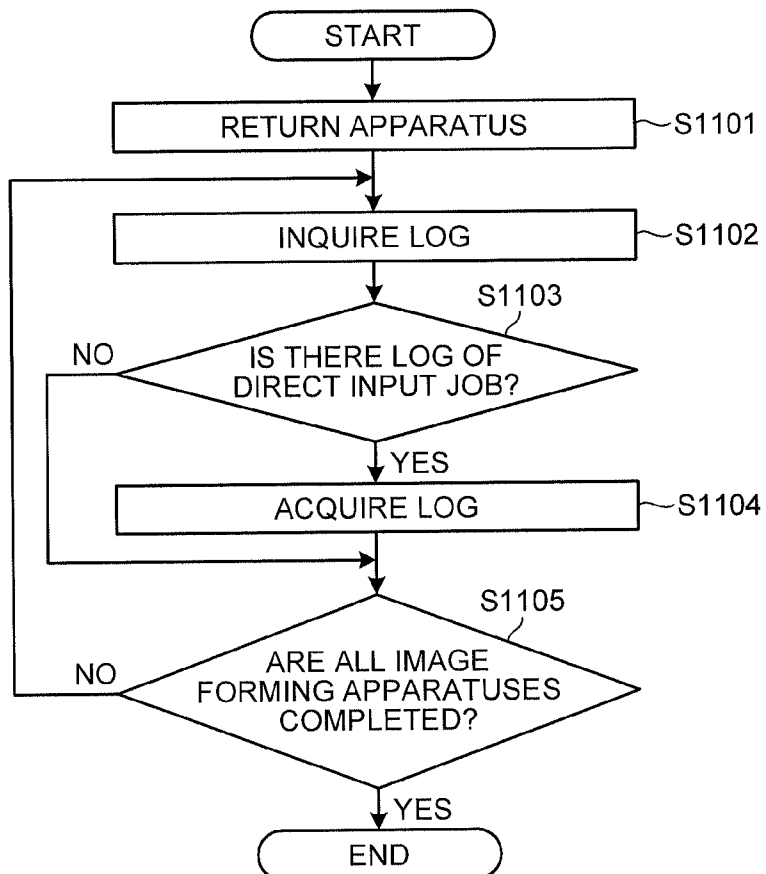 START
RETURN APPARATUS
S1101
INQUIRE LOG
S1102
S1103
NO
IS THERE LOG OF
DIRECT INPUT JOB?
YES
ACQUIRE LOG
S1104
S1105
NO
ARE ALL IMAGE
FORMING APPARATUSES
COMPLETED?
YES
END